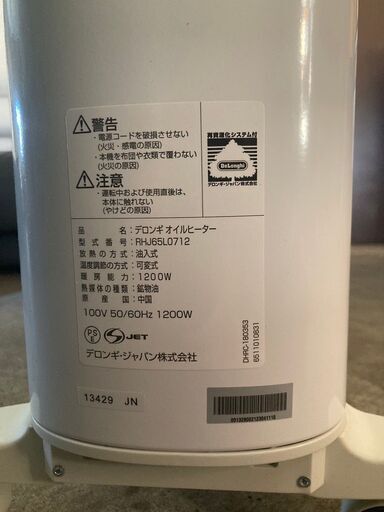 警告
・電源コードを破損させない
(火災・感電の原因)
・本機を布団や衣類で覆わない
(火災の原因)
注意
・運転中および使用直後は、
本体に触れない
(やけどの原因)
再資源化システム付
DeLonghi
デロンギ・ジャパン株式会社
品名:デロンギ オイルヒーター
型式番号:RHJ65L0712
放熱の方式:油入式
温度調節の方式:可変式
暖房能力:1200W
熱媒体の種類:鉱物油
原産国:中国
100V 50/60Hz 1200W
PS
E
S JET
デロンギ・ジャパン株式会社
DHRC-180353
6511010831
13429 JN